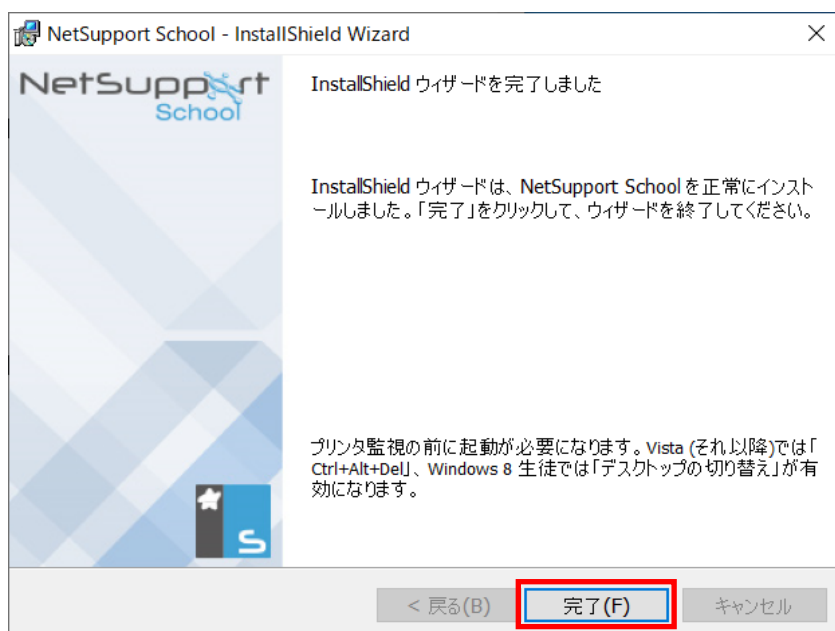 NetSupport School - InstallShield Wizard
NetSupport
School
InstallShield ウィザードを完了しました
InstallShield ウィザードは、NetSupport School を正常にインスト
ールしました。「完了」をクリックして、ウィザードを終了してください。
プリンタ監視の前に起動が必要になります。Vista (それ以降)では「
Ctrl+Alt+Del」、Windows 8 生徒では「デスクトップの切り替え」が有
効になります。
S
< 戻る(B)
完了(F)
キャンセル